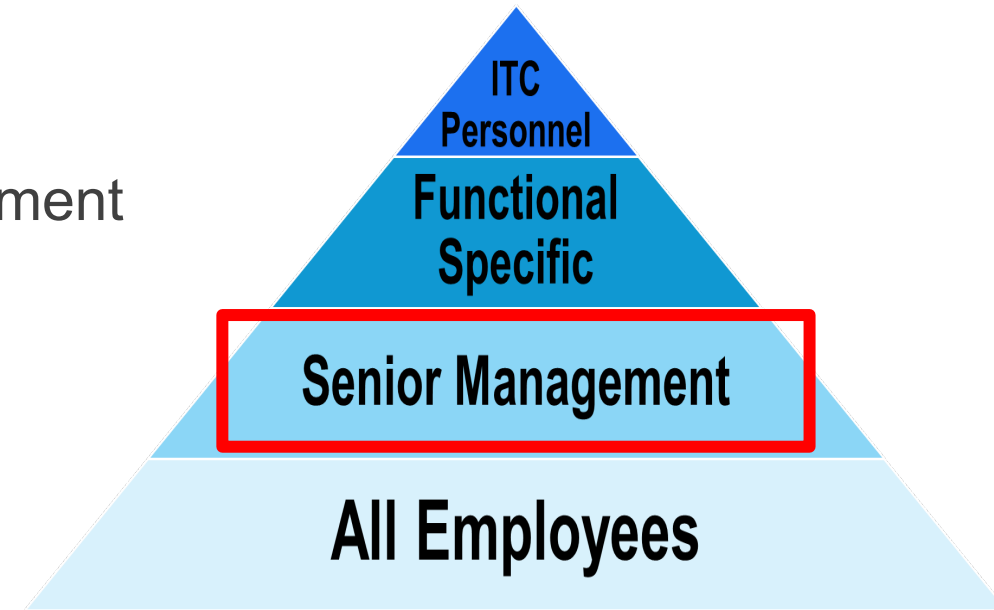 ITC
Personnel
ment
Functional
Specific
Senior Management
All Employees